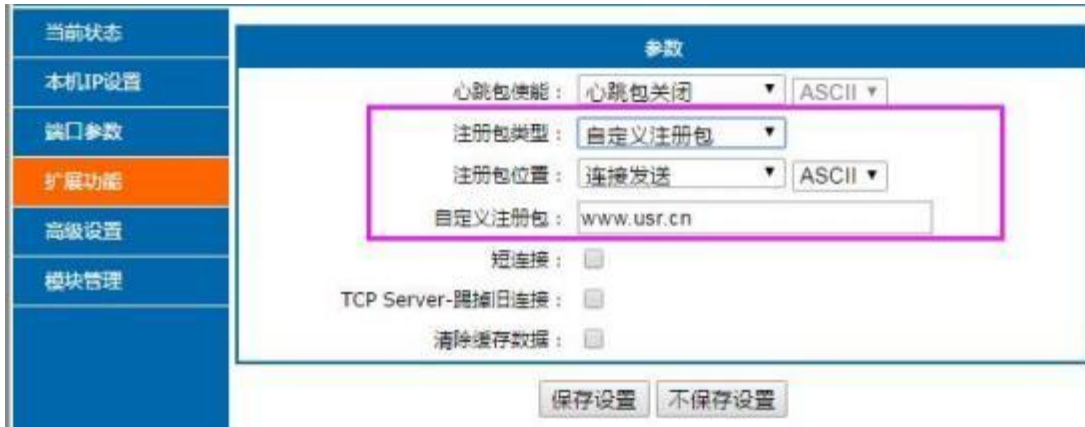 当前状态
本机IP设置
端口参数
扩展功能
高级设置
模块管理
参数
心跳包使能： 心跳包关闭 ASCII
注册包类型： 自定义注册包
注册包位置： 连接发送 ASCII
自定义注册包： www.usr.cn
短连接：
TCP Server-踢掉旧连接：
清除缓存数据：
保存设置 不保存设置